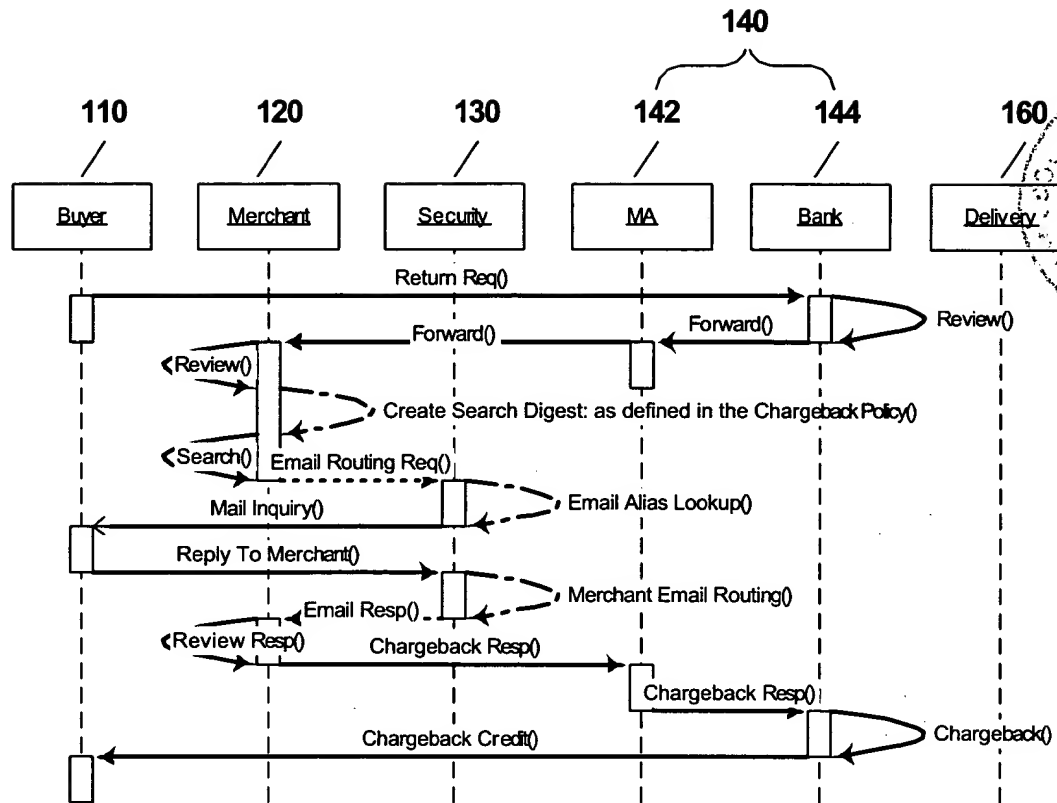 140
110 120 130 142 144 160
Buyer Merchant Security MA Bank Delivery
Return Req()
Review()
Forward() Forward()
Review()
Create Search Digest: as defined in the Chargeback Policy()
Search() Email Routing Req()
Email Alias Lookup()
Mail Inquiry()
Reply To Merchant()
Merchant Email Routing()
Email Resp()
Review Resp() Chargeback Resp()
Chargeback Resp()
Chargeback()
Chargeback Credit()